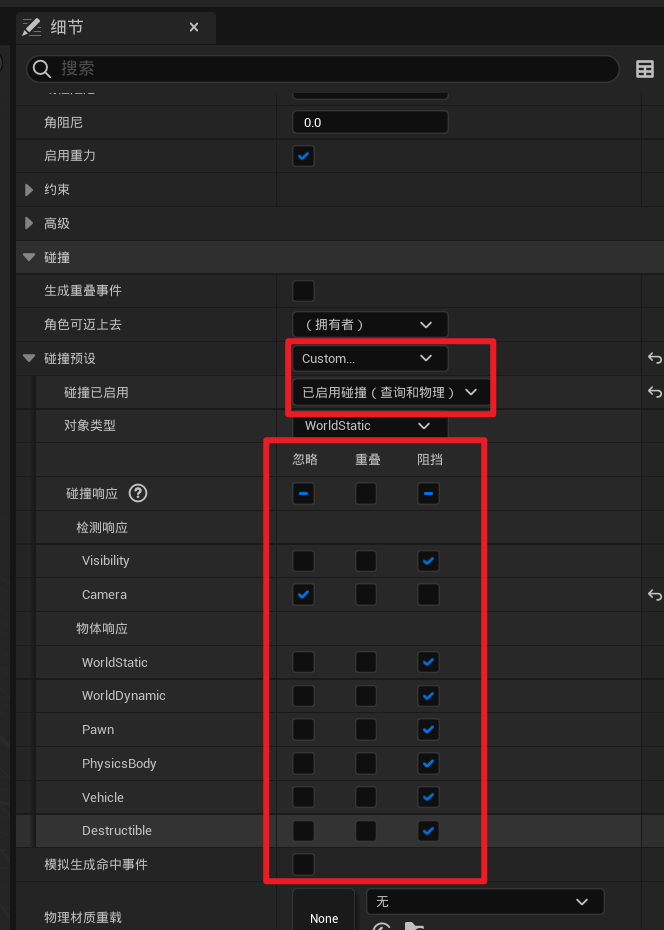 细节
搜索
角阻尼 0.0
启用重力
约束
高级
碰撞
生成重叠事件
角色可迈上去 （拥有者）
碰撞预设 Custom...
碰撞已启用 已启用碰撞（查询和物理）
对象类型 WorldStatic
忽略 重叠 阻挡
碰撞响应 ?
检测响应
Visibility
Camera
物体响应
WorldStatic
WorldDynamic
Pawn
PhysicsBody
Vehicle
Destructible
模拟生成命中事件
无
物理材质重载 None